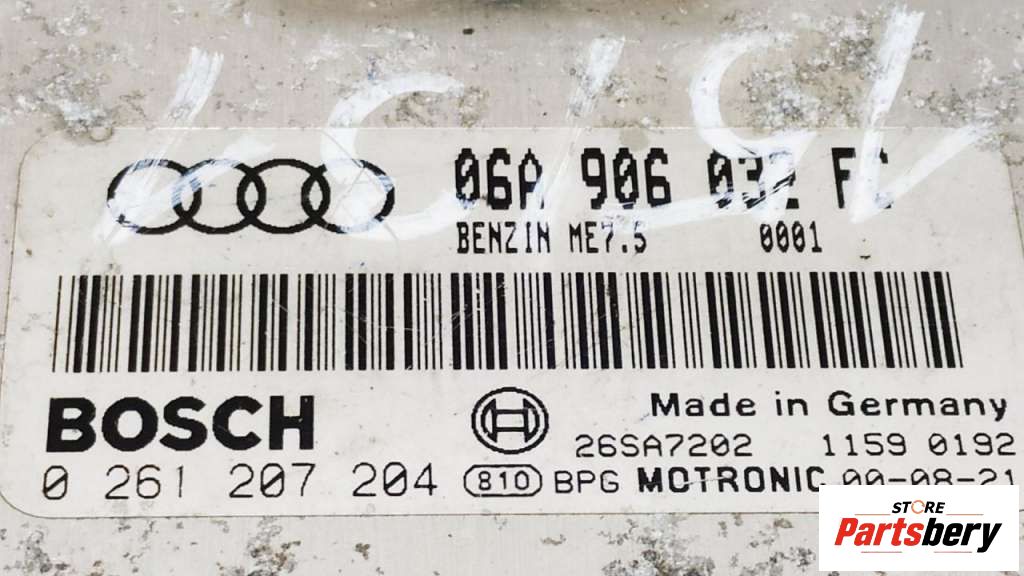 06A 906 032 FC
BENZIN ME7.5 0001
BOSCH
Made in Germany
26SA7202 1159 0192
0 261 207 204 810 BPG MOTRONIC 00-08-21
STORE
Partsbery